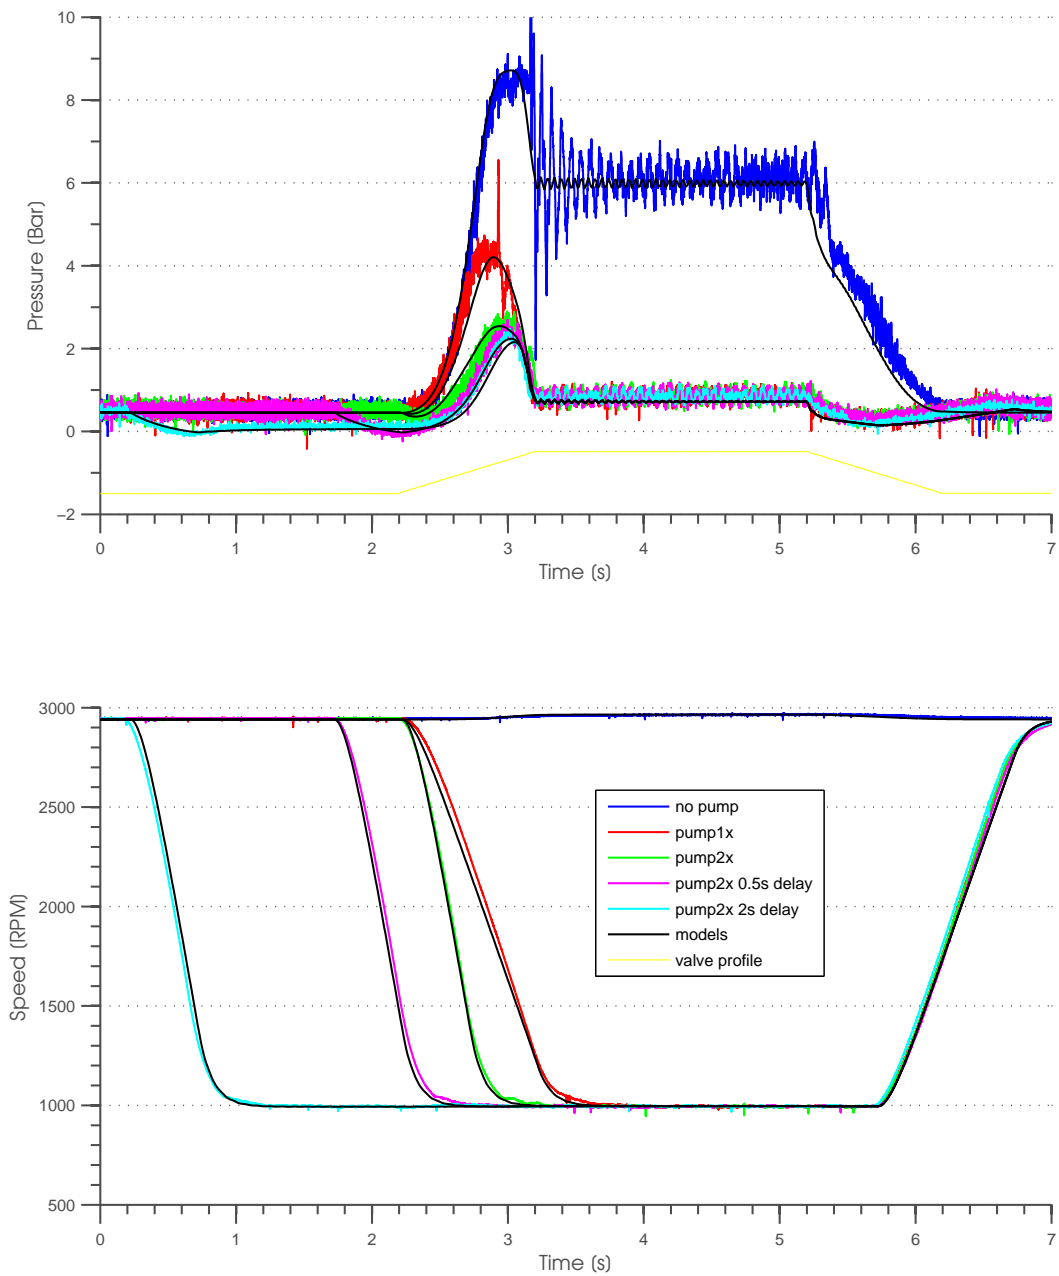 10
8
6
4
2
0
−2
Pressure (Bar)
0 1 2 3 4 5 6 7
Time (s)
3000
2500
2000
1500
1000
500
Speed (RPM)
no pump
pump1x
pump2x
pump2x 0.5s delay
pump2x 2s delay
models
valve profile
0 1 2 3 4 5 6 7
Time (s)